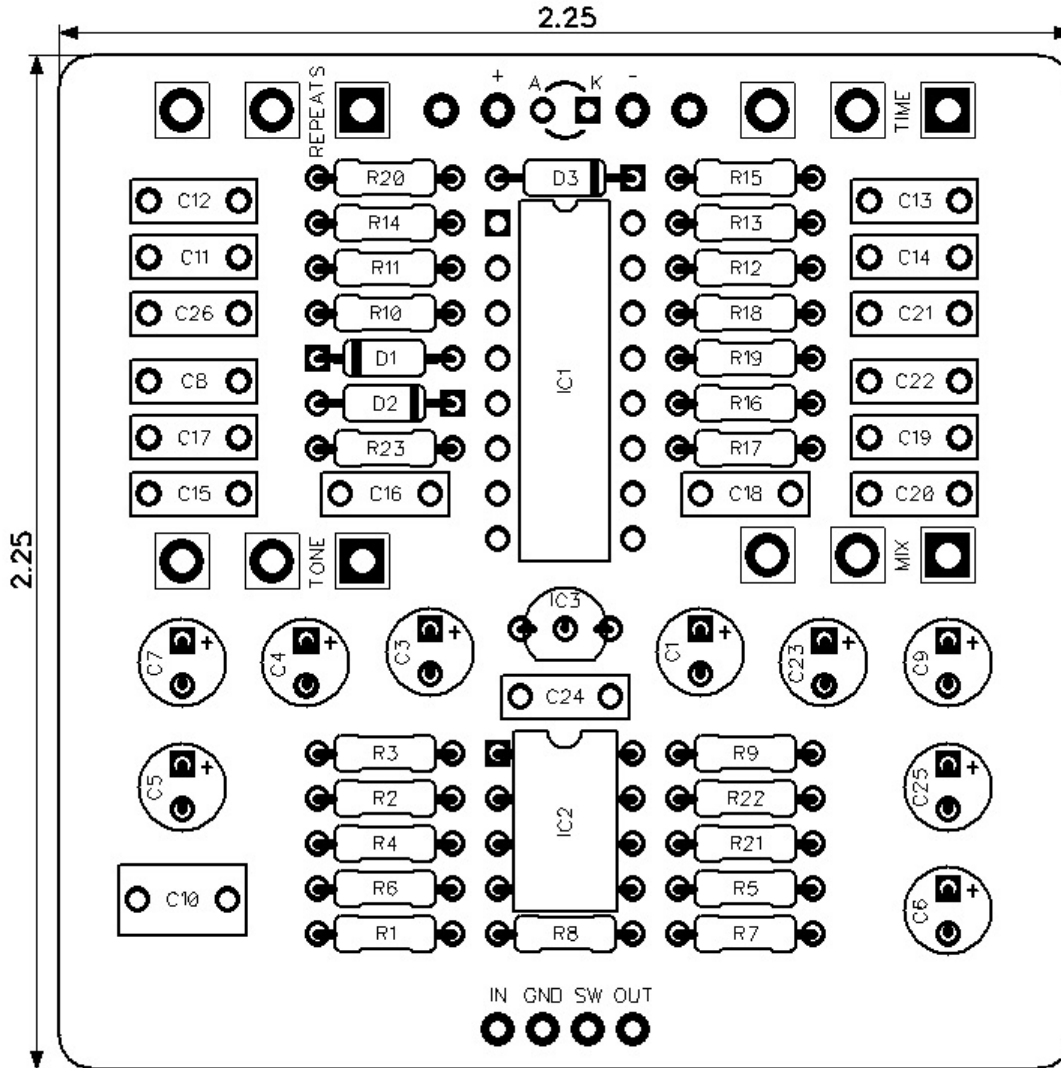 2.25
2.25
REPEATS
+
A
K
-
TIME
R20
D3
R15
C12
C13
R14
R13
C11
R11
R12
C14
C26
R10
R18
C21
D1
IC1
R19
C8
C22
D2
R16
C17
R23
R17
C19
C15
C16
C18
C20
TONE
MIX
IC3
C7
+
C4
+
C3
+
C1
+
C23
+
C9
+
C24
R3
R9
C5
+
C25
+
R2
R22
IC2
R4
R21
C10
R6
R5
C6
+
R1
R8
R7
IN GND SW OUT